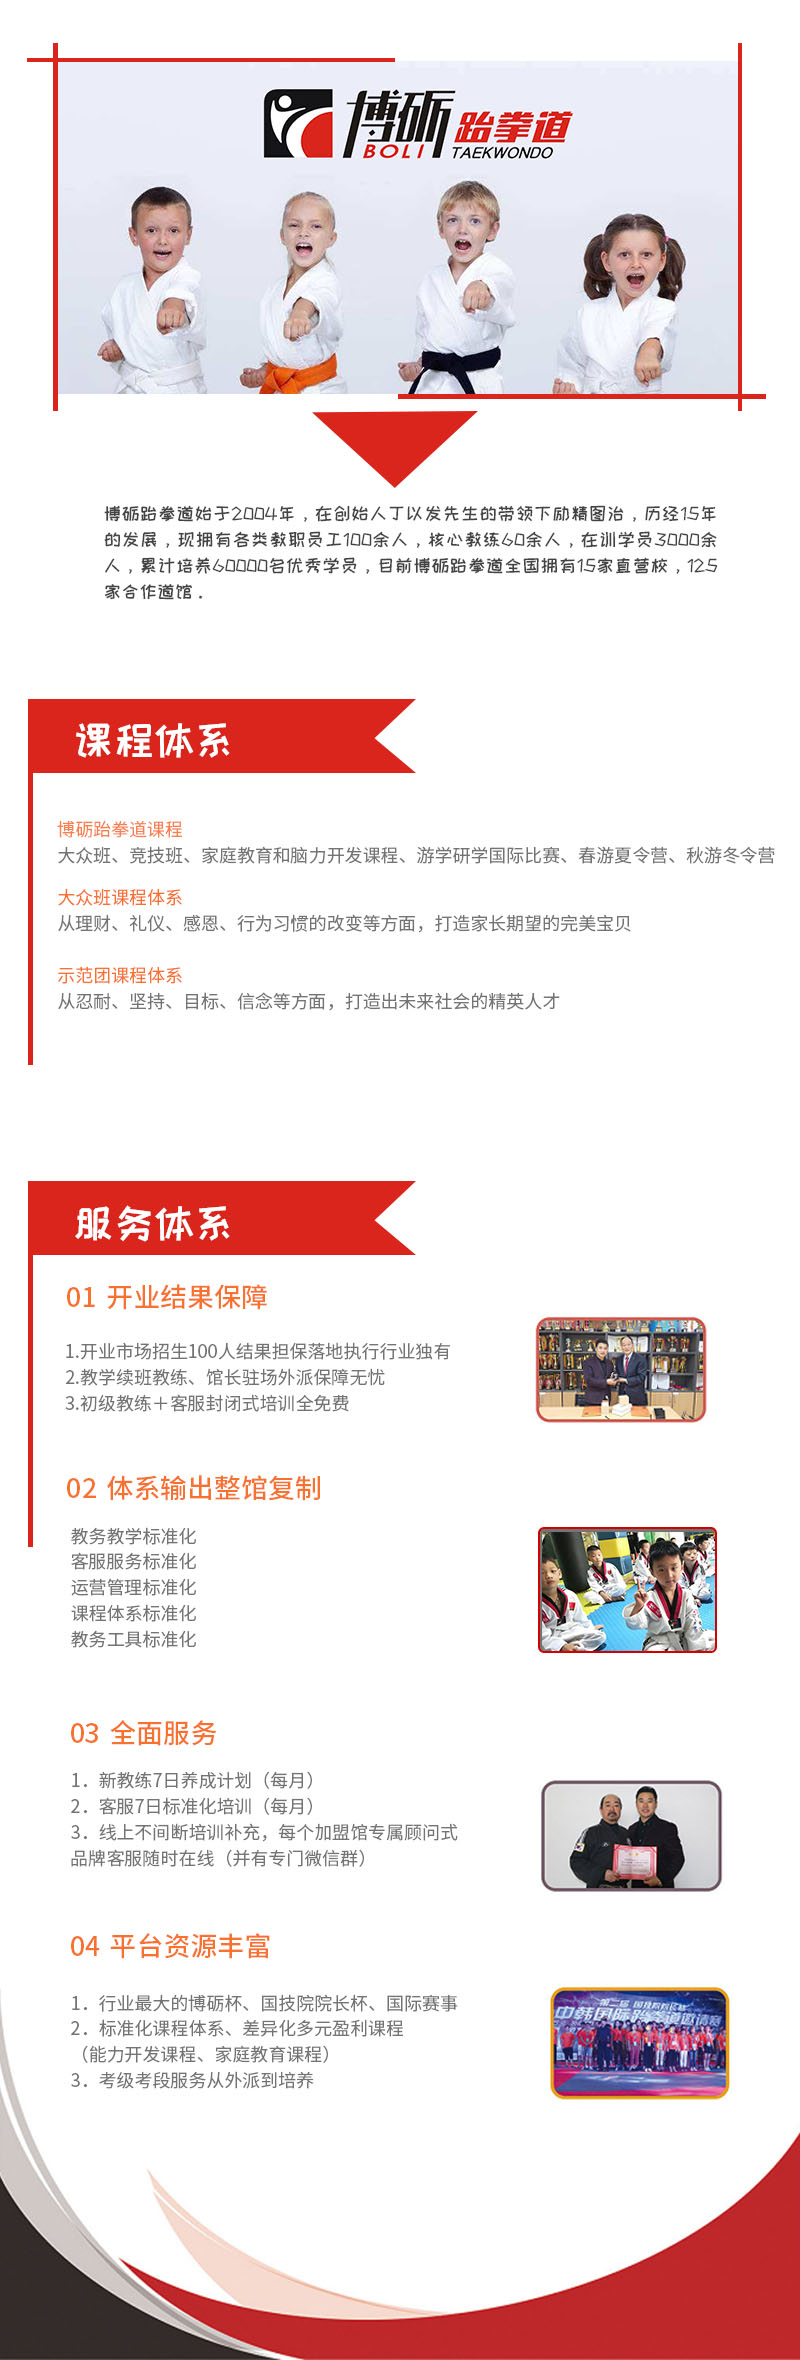 博砺 跆拳道
BOLI TAEKWONDO
博砺跆拳道始于2004年，在创始人丁以发先生的带领下励精图治，历经15年
的发展，现拥有各类教职员工100余人，核心教练60余人，在训学员3000余
人，累计培养60000名优秀学员，目前博砺跆拳道全国拥有15家直营校，125
家合作道馆．
课程体系
博砺跆拳道课程
大众班、竞技班、家庭教育和脑力开发课程、游学研学国际比赛、春游夏令营、秋游冬令营
大众班课程体系
从理财、礼仪、感恩、行为习惯的改变等方面，打造家长期望的完美宝贝
示范团课程体系
从忍耐、坚持、目标、信念等方面，打造出未来社会的精英人才
服务体系
01 开业结果保障
1.开业市场招生100人结果担保落地执行行业独有
2.教学续班教练、馆长驻场外派保障无忧
3.初级教练＋客服封闭式培训全免费
02 体系输出整馆复制
教务教学标准化
客服服务标准化
运营管理标准化
课程体系标准化
教务工具标准化
03 全面服务
1．新教练7日养成计划（每月）
2．客服7日标准化培训（每月）
3．线上不间断培训补充，每个加盟馆专属顾问式
品牌客服随时在线（并有专门微信群）
04 平台资源丰富
1．行业最大的博砺杯、国技院院长杯、国际赛事
2．标准化课程体系、差异化多元盈利课程
（能力开发课程、家庭教育课程）
3．考级考段服务从外派到培养
中韩国际跆拳道邀请赛